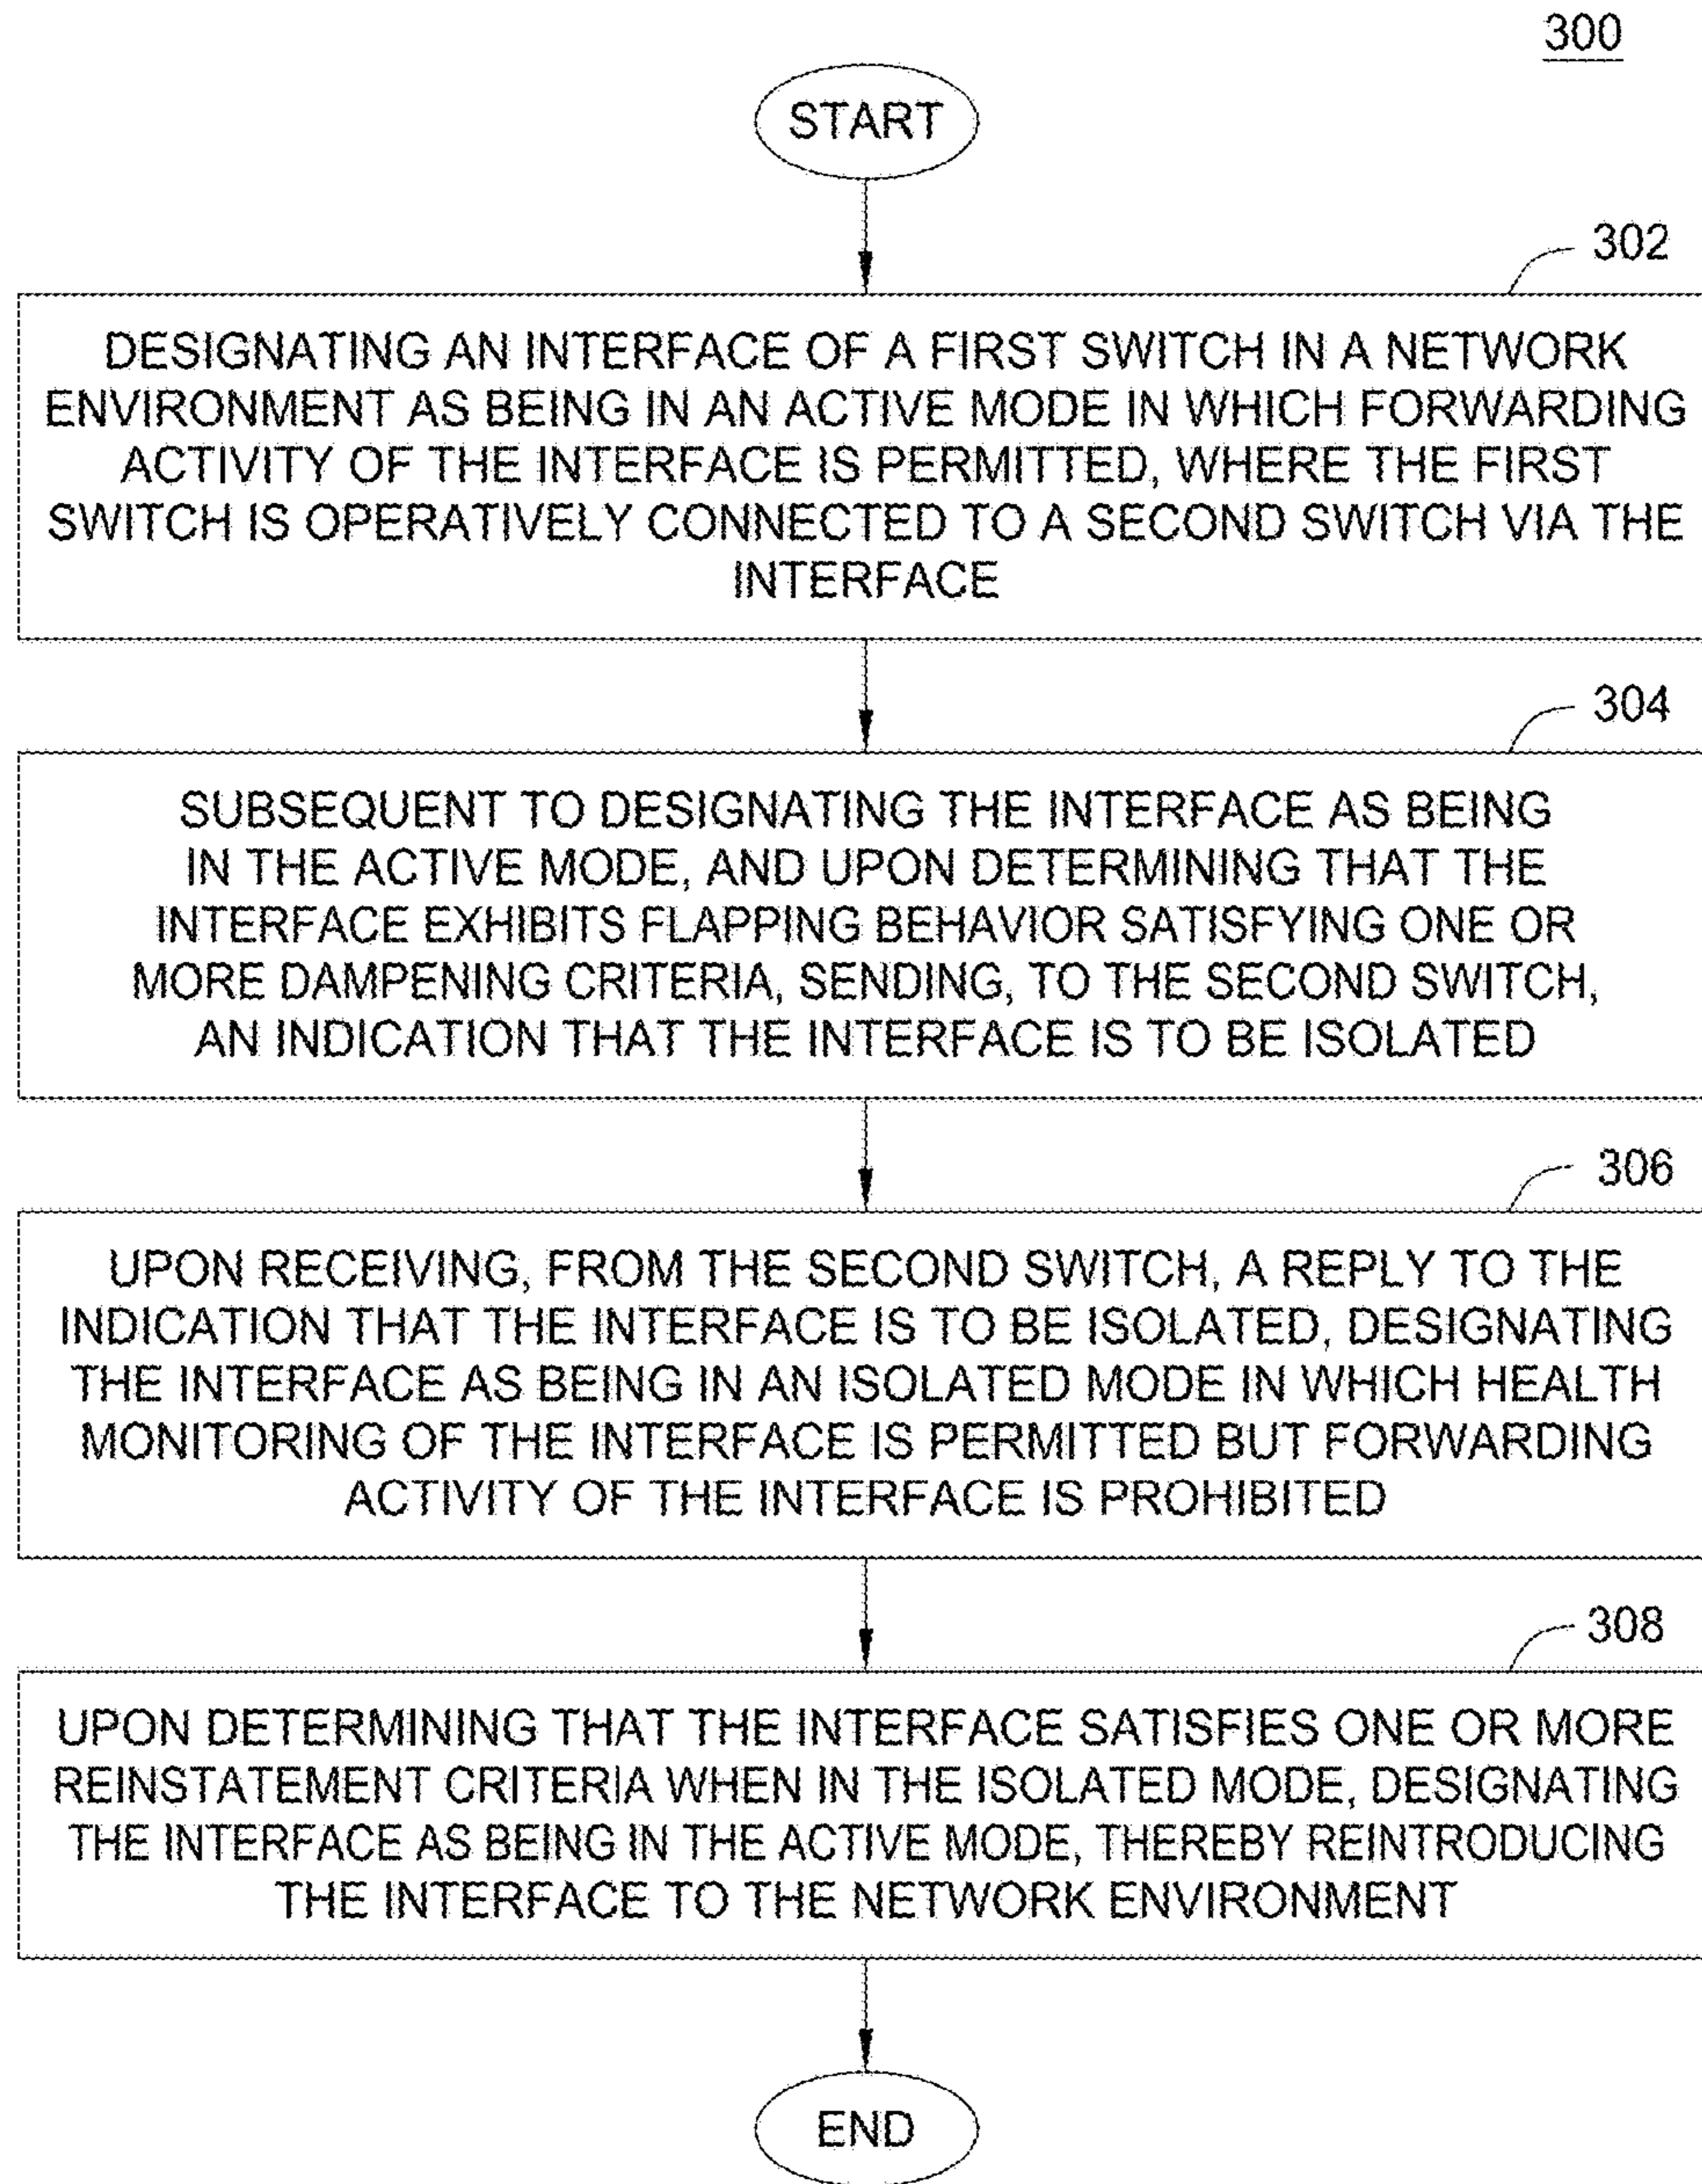 300
START
302
DESIGNATING AN INTERFACE OF A FIRST SWITCH IN A NETWORK
ENVIRONMENT AS BEING IN AN ACTIVE MODE IN WHICH FORWARDING
ACTIVITY OF THE INTERFACE IS PERMITTED, WHERE THE FIRST
SWITCH IS OPERATIVELY CONNECTED TO A SECOND SWITCH VIA THE
INTERFACE
304
SUBSEQUENT TO DESIGNATING THE INTERFACE AS BEING
IN THE ACTIVE MODE, AND UPON DETERMINING THAT THE
INTERFACE EXHIBITS FLAPPING BEHAVIOR SATISFYING ONE OR
MORE DAMPENING CRITERIA, SENDING, TO THE SECOND SWITCH,
AN INDICATION THAT THE INTERFACE IS TO BE ISOLATED
306
UPON RECEIVING, FROM THE SECOND SWITCH, A REPLY TO THE
INDICATION THAT THE INTERFACE IS TO BE ISOLATED, DESIGNATING
THE INTERFACE AS BEING IN AN ISOLATED MODE IN WHICH HEALTH
MONITORING OF THE INTERFACE IS PERMITTED BUT FORWARDING
ACTIVITY OF THE INTERFACE IS PROHIBITED
308
UPON DETERMINING THAT THE INTERFACE SATISFIES ONE OR MORE
REINSTATEMENT CRITERIA WHEN IN THE ISOLATED MODE, DESIGNATING
THE INTERFACE AS BEING IN THE ACTIVE MODE, THEREBY REINTRODUCING
THE INTERFACE TO THE NETWORK ENVIRONMENT
END